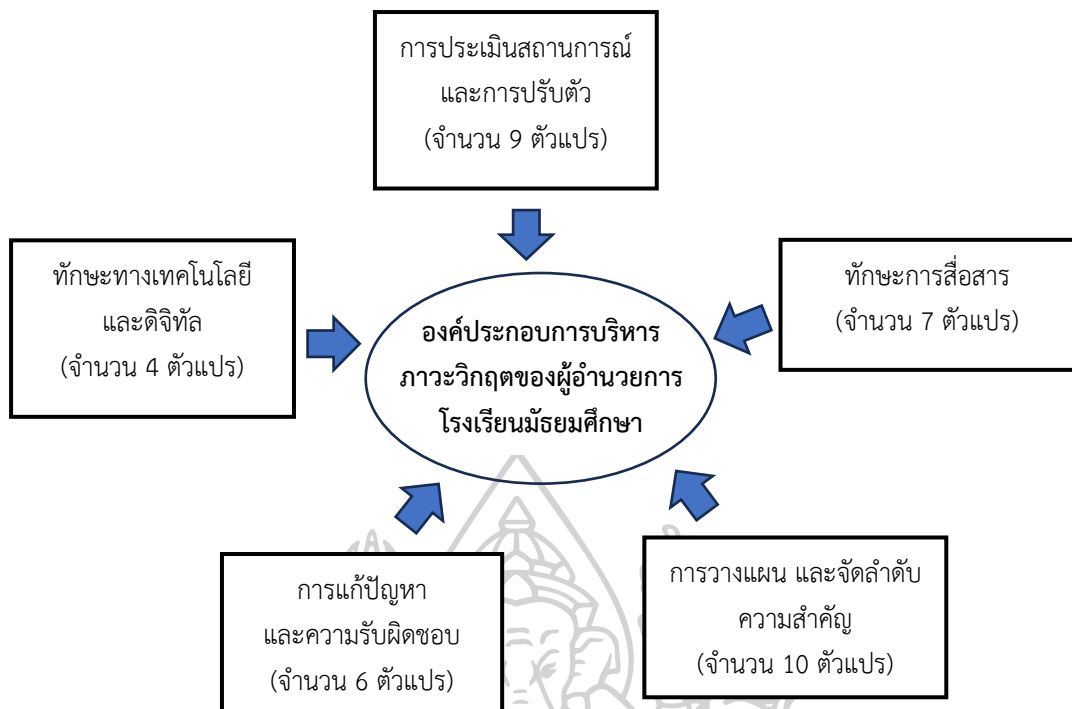 การประเมินสถานการณ์
และการปรับตัว
(จำนวน 9 ตัวแปร)
ทักษะทางเทคโนโลยี
และดิจิทัล
(จำนวน 4 ตัวแปร)
ทักษะการสื่อสาร
(จำนวน 7 ตัวแปร)
องค์ประกอบการบริหาร
ภาวะวิกฤตของผู้อำนวยการ
โรงเรียนมัธยมศึกษา
การแก้ปัญหา
และความรับผิดชอบ
(จำนวน 6 ตัวแปร)
การวางแผน และจัดลำดับ
ความสำคัญ
(จำนวน 10 ตัวแปร)